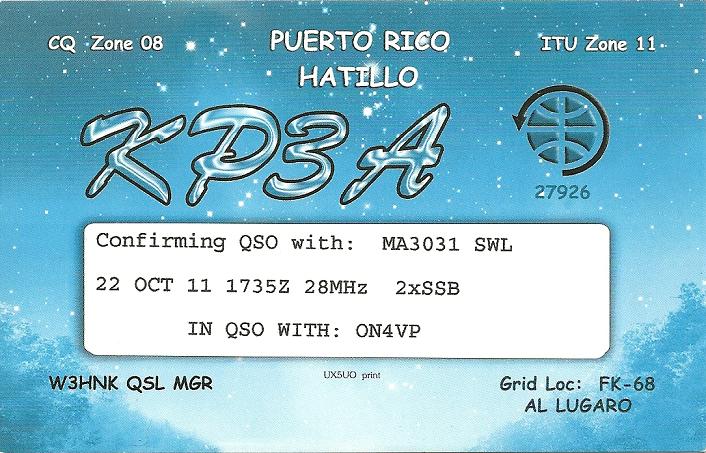 CQ Zone 08
PUERTO RICO
ITU Zone 11
HATILLO
KP3A
27926
Confirming QSO with: MA3031 SWL
22 OCT 11 1735Z 28MHz 2xSSB
IN QSO WITH: ON4VP
W3HNK QSL MGR
UX5UO print
Grid Loc: FK-68
AL LUGARO